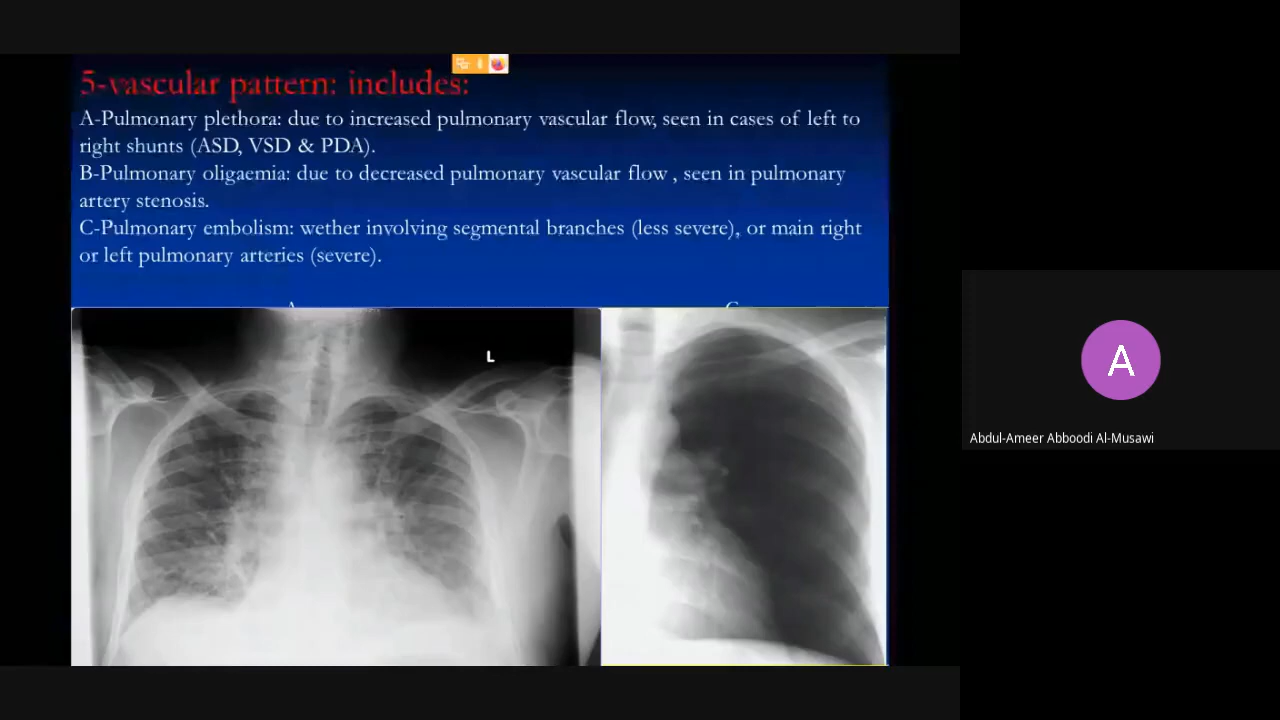 5-vascular pattern: includes:
A-Pulmonary plethora: due to increased pulmonary vascular flow, seen in cases of left to
right shunts (ASD, VSD & PDA).
B-Pulmonary oligaemia: due to decreased pulmonary vascular flow , seen in pulmonary
artery stenosis.
C-Pulmonary embolism: wether involving segmental branches (less severe), or main right
or left pulmonary arteries (severe).
A
C
L
A
Abdul-Ameer Abboodi Al-Musawi